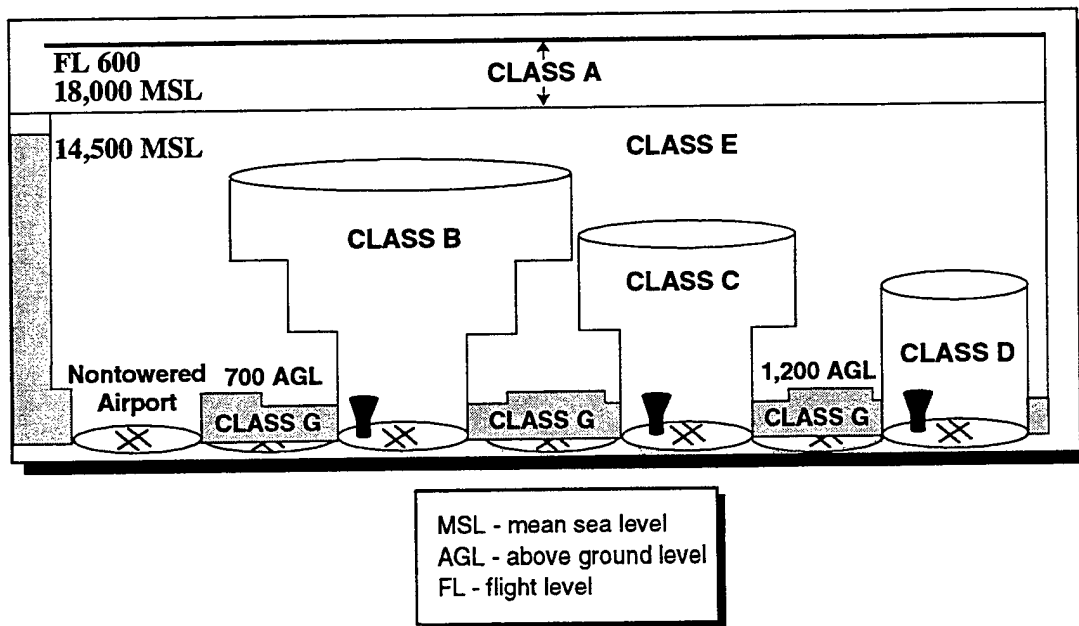 FL 600
18,000 MSL
CLASS A
14,500 MSL
CLASS E
CLASS B
CLASS C
CLASS D
Nontowered
Airport
700 AGL
1,200 AGL
CLASS G
CLASS G
CLASS G
MSL - mean sea level
AGL - above ground level
FL - flight level